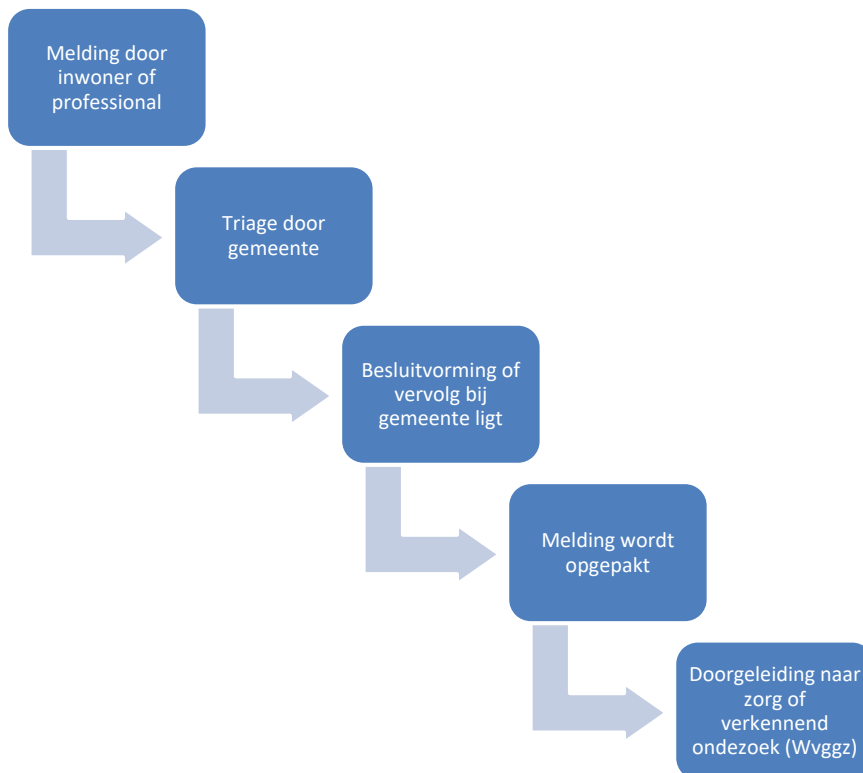 Melding door
inwoner of
professional
Triage door
gemeente
Besluitvorming of
vervolg bij
gemeente ligt
Melding wordt
opgepakt
Doorgeleiding naar
zorg of
verkennend
ondezoek (Wvggz)